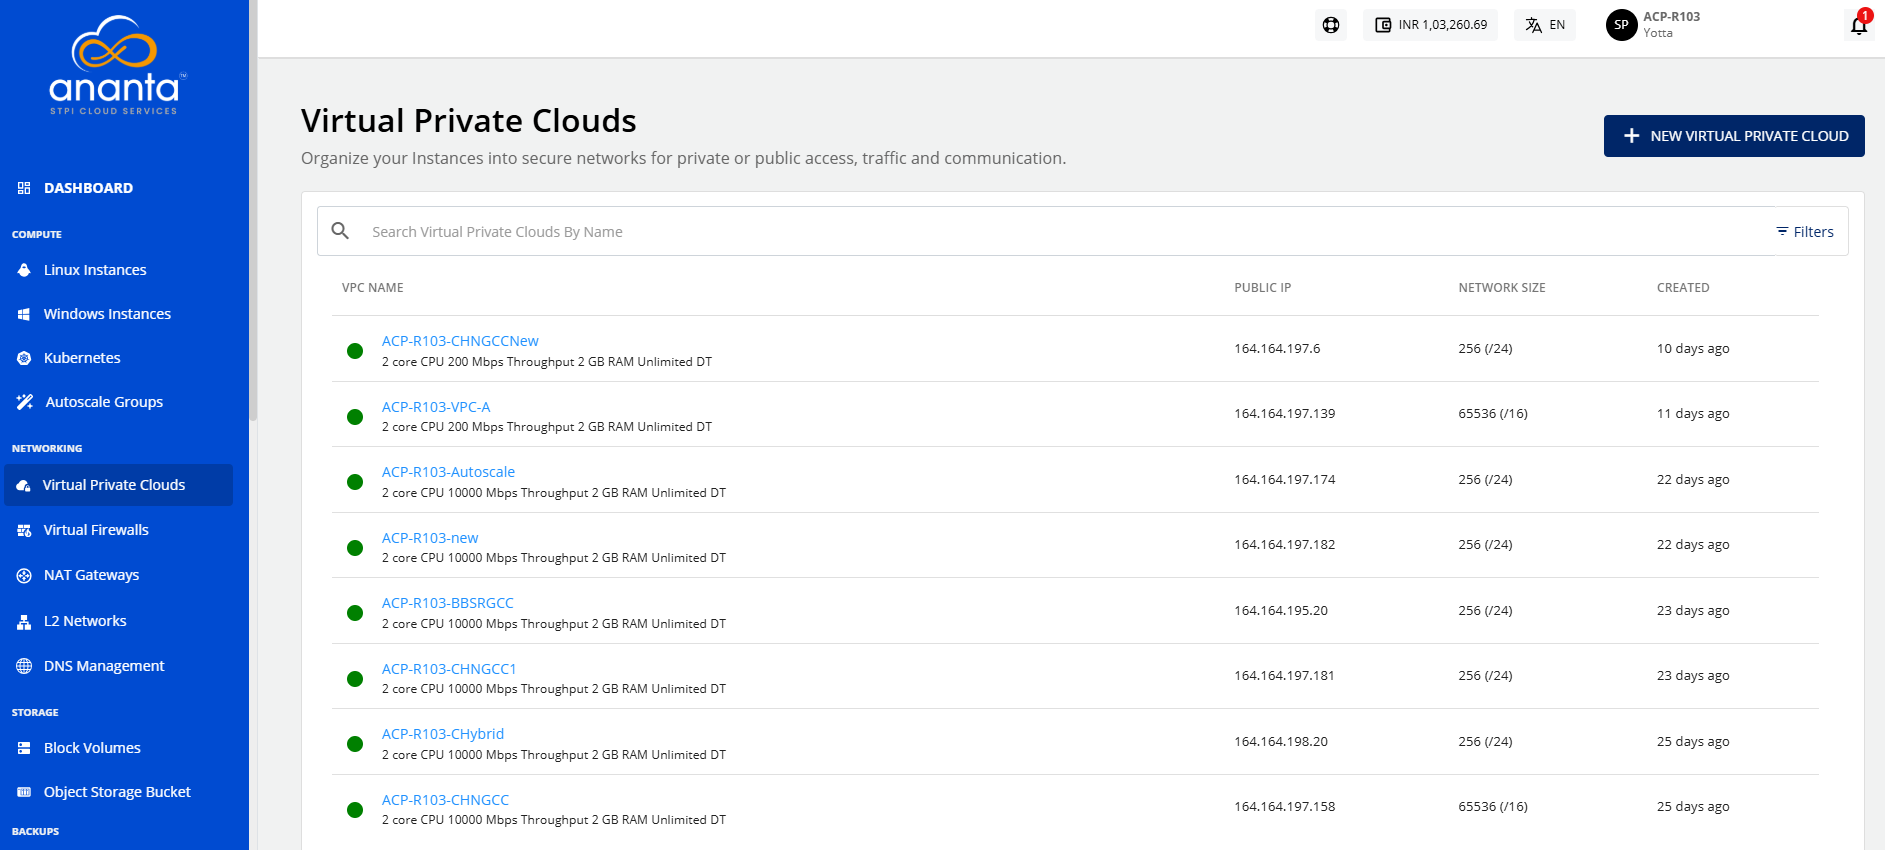 ananta
TM
STPI CLOUD SERVICES
DASHBOARD
COMPUTE
Linux Instances
Windows Instances
Kubernetes
Autoscale Groups
NETWORKING
Virtual Private Clouds
Virtual Firewalls
NAT Gateways
L2 Networks
DNS Management
STORAGE
Block Volumes
Object Storage Bucket
BACKUPS
INR 1,03,260.69
EN
SP
ACP-R103
Yotta
1
Virtual Private Clouds
Organize your Instances into secure networks for private or public access, traffic and communication.
NEW VIRTUAL PRIVATE CLOUD
Search Virtual Private Clouds By Name
Filters
VPC NAME PUBLIC IP NETWORK SIZE CREATED
ACP-R103-CHNGCCNew
2 core CPU 200 Mbps Throughput 2 GB RAM Unlimited DT
164.164.197.6 256 (/24) 10 days ago
ACP-R103-VPC-A
2 core CPU 200 Mbps Throughput 2 GB RAM Unlimited DT
164.164.197.139 65536 (/16) 11 days ago
ACP-R103-Autoscale
2 core CPU 10000 Mbps Throughput 2 GB RAM Unlimited DT
164.164.197.174 256 (/24) 22 days ago
ACP-R103-new
2 core CPU 10000 Mbps Throughput 2 GB RAM Unlimited DT
164.164.197.182 256 (/24) 22 days ago
ACP-R103-BBSRGCC
2 core CPU 10000 Mbps Throughput 2 GB RAM Unlimited DT
164.164.195.20 256 (/24) 23 days ago
ACP-R103-CHNGCC1
2 core CPU 10000 Mbps Throughput 2 GB RAM Unlimited DT
164.164.197.181 256 (/24) 23 days ago
ACP-R103-CHybrid
2 core CPU 10000 Mbps Throughput 2 GB RAM Unlimited DT
164.164.198.20 256 (/24) 25 days ago
ACP-R103-CHNGCC
2 core CPU 10000 Mbps Throughput 2 GB RAM Unlimited DT
164.164.197.158 65536 (/16) 25 days ago